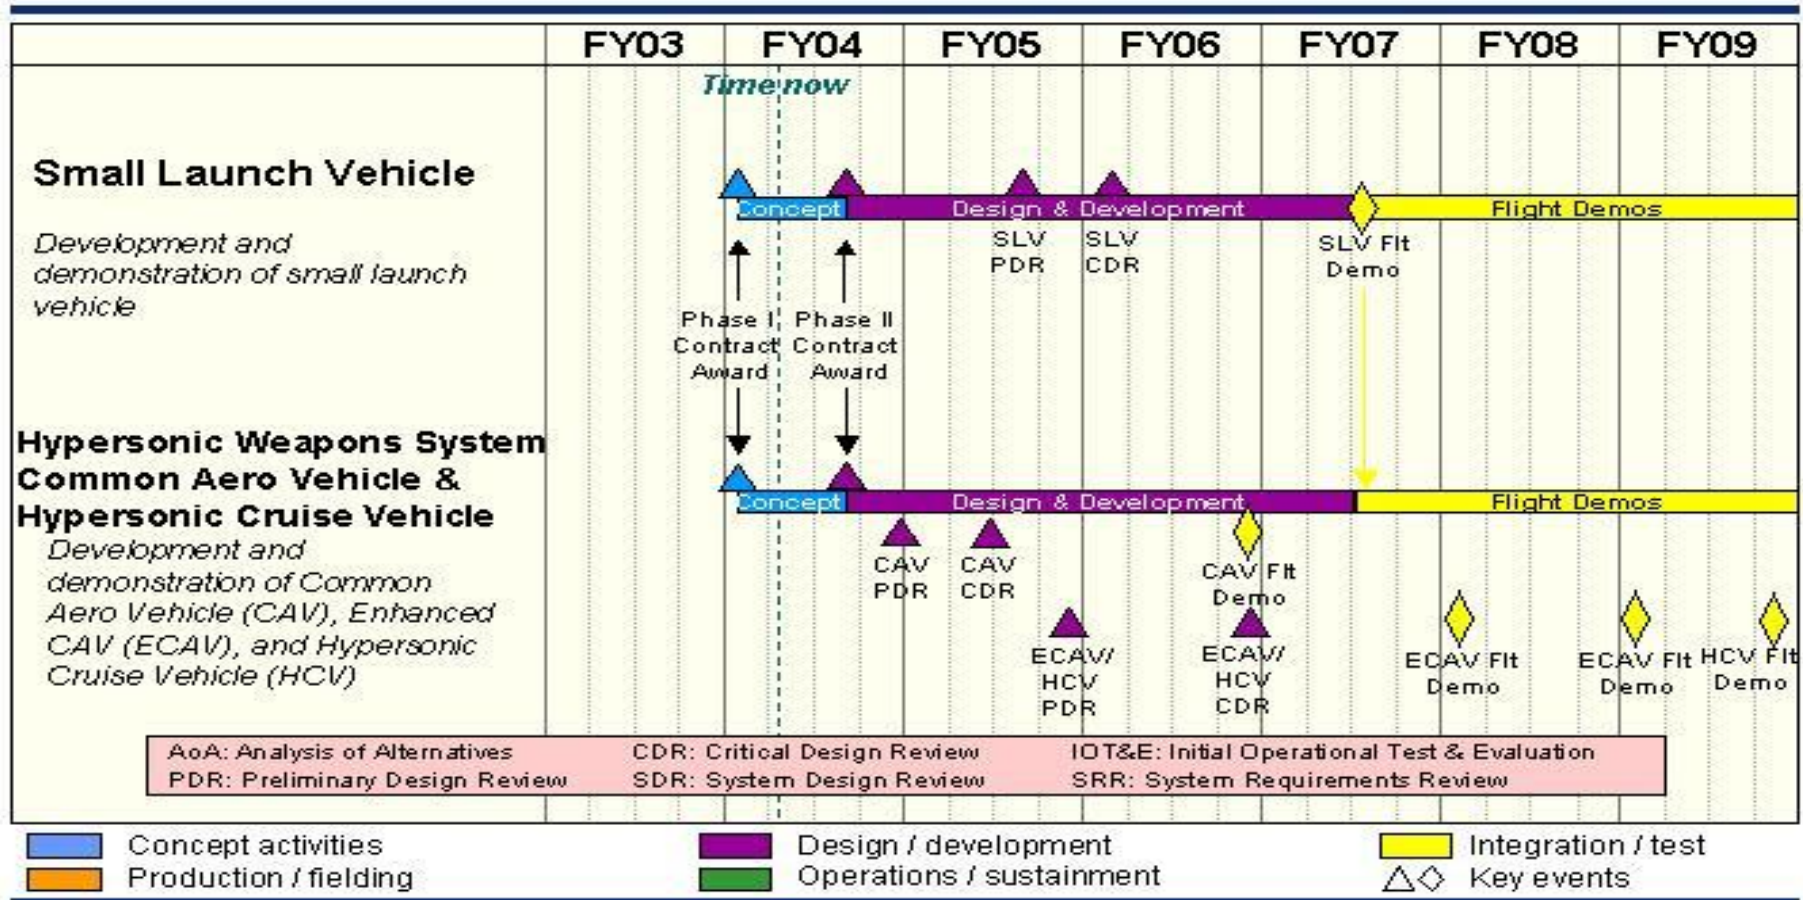 FY03 FY04 FY05 FY06 FY07 FY08 FY09
Time now
Small Launch Vehicle
Concept Design & Development Flight Demos
Development and
demonstration of small launch
vehicle
SLV
PDR
SLV
CDR
SLV Flt
Demo
Phase I
Contract
Award
Phase II
Contract
Award
Hypersonic Weapons System
Common Aero Vehicle &
Hypersonic Cruise Vehicle
Concept Design & Development Flight Demos
Development and
demonstration of Common
Aero Vehicle (CAV), Enhanced
CAV (ECAV), and Hypersonic
Cruise Vehicle (HCV)
CAV
PDR
CAV
CDR
CAV Flt
Demo
ECAV/
HCV
PDR
ECAV/
HCV
CDR
ECAV Flt
Demo
ECAV Flt
Demo
HCV Flt
Demo
AoA: Analysis of Alternatives CDR: Critical Design Review IOT&E: Initial Operational Test & Evaluation
PDR: Preliminary Design Review SDR: System Design Review SRR: System Requirements Review
Concept activities Design / development Integration / test
Production / fielding Operations / sustainment Key events